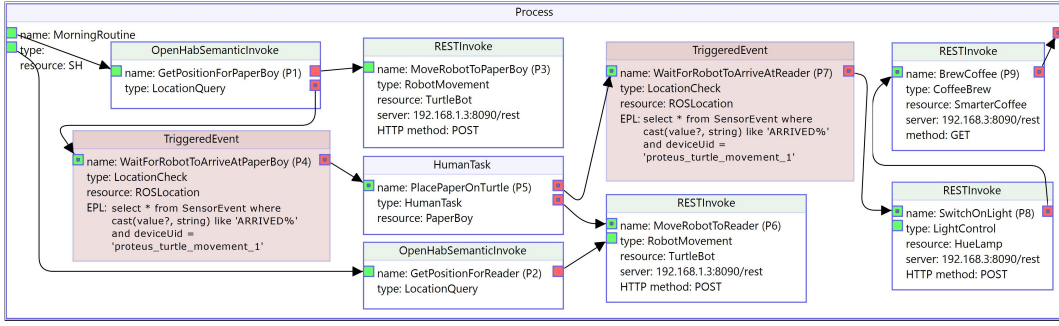 Process
name: MorningRoutine
type:
resource: SH
OpenHabSemanticInvoke
name: GetPositionForPaperBoy (P1)
type: LocationQuery
RESTInvoke
name: MoveRobotToPaperBoy (P3)
type: RobotMovement
resource: TurtleBot
server: 192.168.1.3:8090/rest
HTTP method: POST
TriggeredEvent
name: WaitForRobotToArriveAtReader (P7)
type: LocationCheck
resource: ROSLocation
EPL: select * from SensorEvent where
cast(value?, string) like 'ARRIVED%'
and deviceUid =
'proteus_turtle_movement_1'
RESTInvoke
name: BrewCoffee (P9)
type: CoffeeBrew
resource: SmarterCoffee
server: 192.168.3:8090/rest
method: GET
TriggeredEvent
name: WaitForRobotToArriveAtPaperBoy (P4)
type: LocationCheck
resource: ROSLocation
EPL: select * from SensorEvent where
cast(value?, string) like 'ARRIVED%'
and deviceUid =
'proteus_turtle_movement_1'
HumanTask
name: PlacePaperOnTurtle (P5)
type: HumanTask
resource: PaperBoy
OpenHabSemanticInvoke
name: GetPositionForReader (P2)
type: LocationQuery
RESTInvoke
name: MoveRobotToReader (P6)
type: RobotMovement
resource: TurtleBot
server: 192.168.1.3:8090/rest
HTTP method: POST
RESTInvoke
name: SwitchOnLight (P8)
type: LightControl
resource: HueLamp
server: 192.168.3:8090/rest
HTTP method: POST